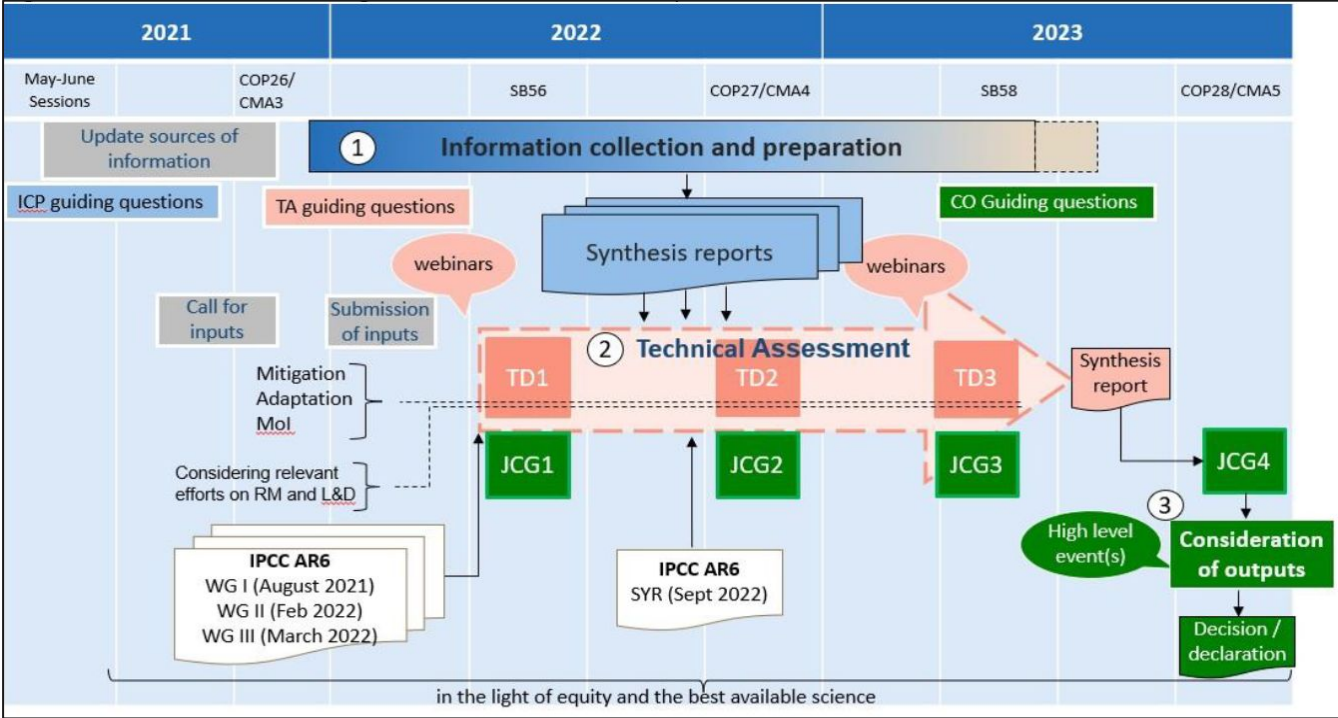 2021
2022
2023
May-June
Sessions
COP26/
CMA3
SB56
COP27/CMA4
SB58
COP28/CMA5
Update sources of
information
1
Information collection and preparation
ICP guiding questions
TA guiding questions
CO Guiding questions
webinars
Synthesis reports
webinars
Call for
inputs
Submission
of inputs
2
Technical Assessment
TD1
TD2
TD3
Synthesis
report
Mitigation
Adaptation
MoI
JCG1
JCG2
JCG3
JCG4
Considering relevant
efforts on RM and L&D
3
High level
event(s)
Consideration
of outputs
IPCC AR6
WG I (August 2021)
WG II (Feb 2022)
WG III (March 2022)
IPCC AR6
SYR (Sept 2022)
Decision /
declaration
in the light of equity and the best available science